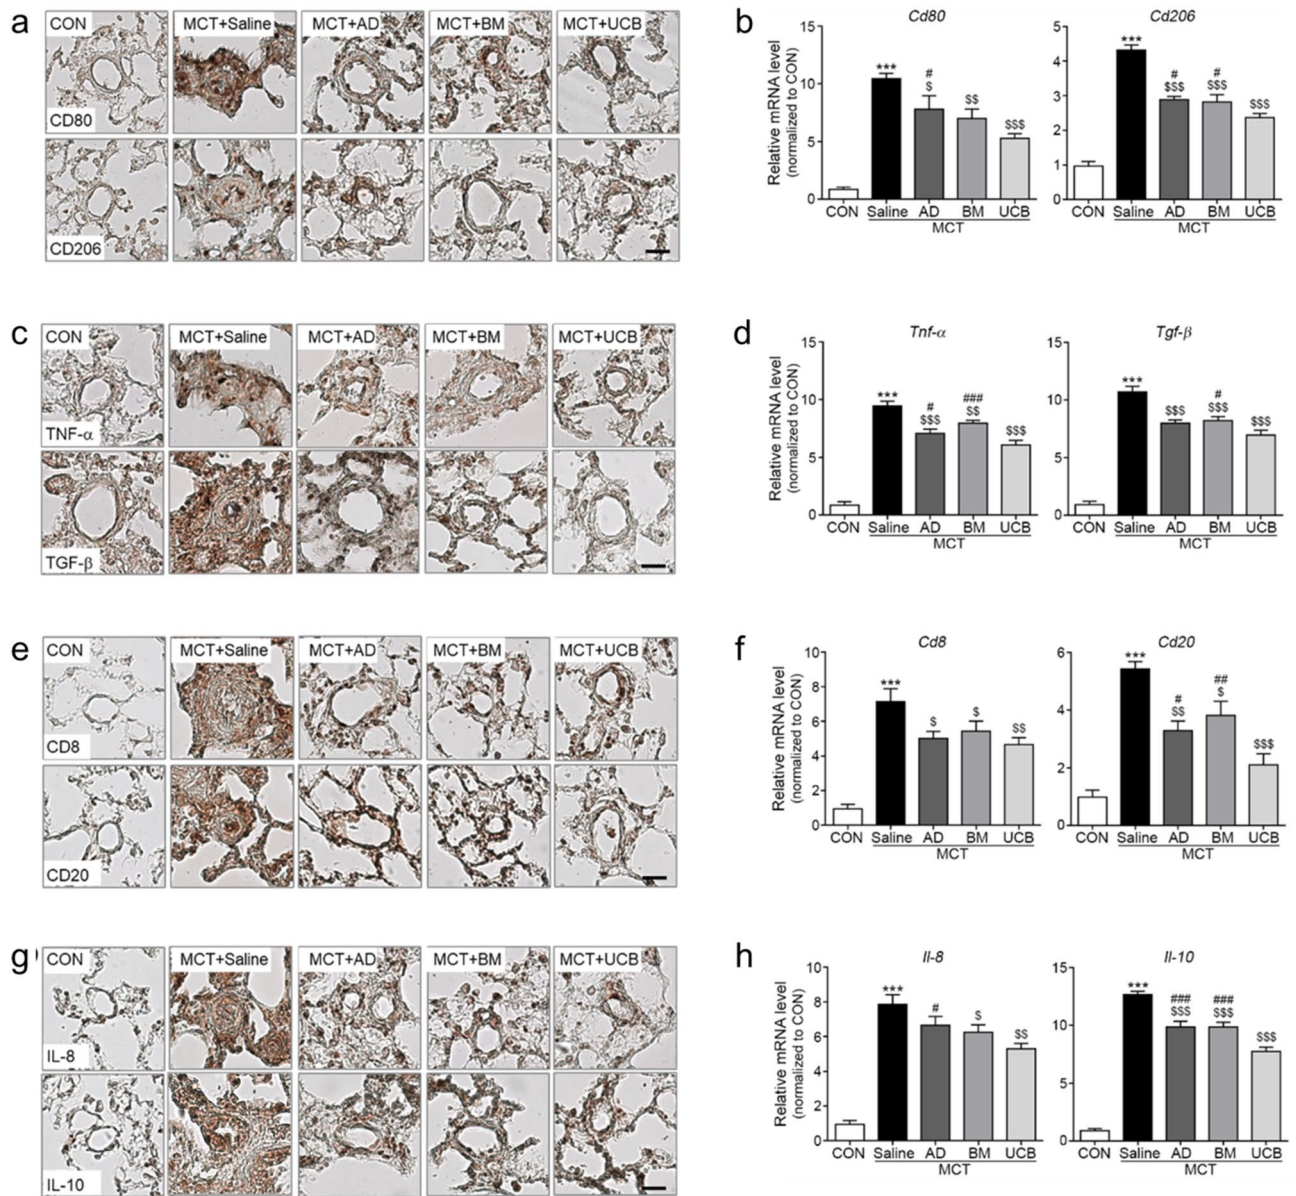 a
CON
MCT+Saline
MCT+AD
MCT+BM
MCT+UCB
CD80
CD206
b
Cd80
Relative mRNA level
(normalized to CON)
15
10
5
0
***
#
$
$$
$$$
CON
Saline
AD
BM
UCB
MCT
Cd206
5
4
3
2
1
0
***
#
$$$
#
$$$
$$$
CON
Saline
AD
BM
UCB
MCT
c
CON
MCT+Saline
MCT+AD
MCT+BM
MCT+UCB
TNF-α
TGF-β
d
Tnf-α
Relative mRNA level
(normalized to CON)
15
10
5
0
***
#
$$$
###
$$
$$$
CON
Saline
AD
BM
UCB
MCT
Tgf-β
15
10
5
0
***
$$$
#
$$$
$$$
CON
Saline
AD
BM
UCB
MCT
e
CON
MCT+Saline
MCT+AD
MCT+BM
MCT+UCB
CD8
CD20
f
Cd8
Relative mRNA level
(normalized to CON)
10
8
6
4
2
0
***
$
$
$$
CON
Saline
AD
BM
UCB
MCT
Cd20
6
4
2
0
***
#
$$
##
$
$$$
CON
Saline
AD
BM
UCB
MCT
g
CON
MCT+Saline
MCT+AD
MCT+BM
MCT+UCB
IL-8
IL-10
h
Il-8
Relative mRNA level
(normalized to CON)
10
8
6
4
2
0
***
#
$
$$
CON
Saline
AD
BM
UCB
MCT
Il-10
15
10
5
0
***
###
$$$
###
$$$
$$$
CON
Saline
AD
BM
UCB
MCT